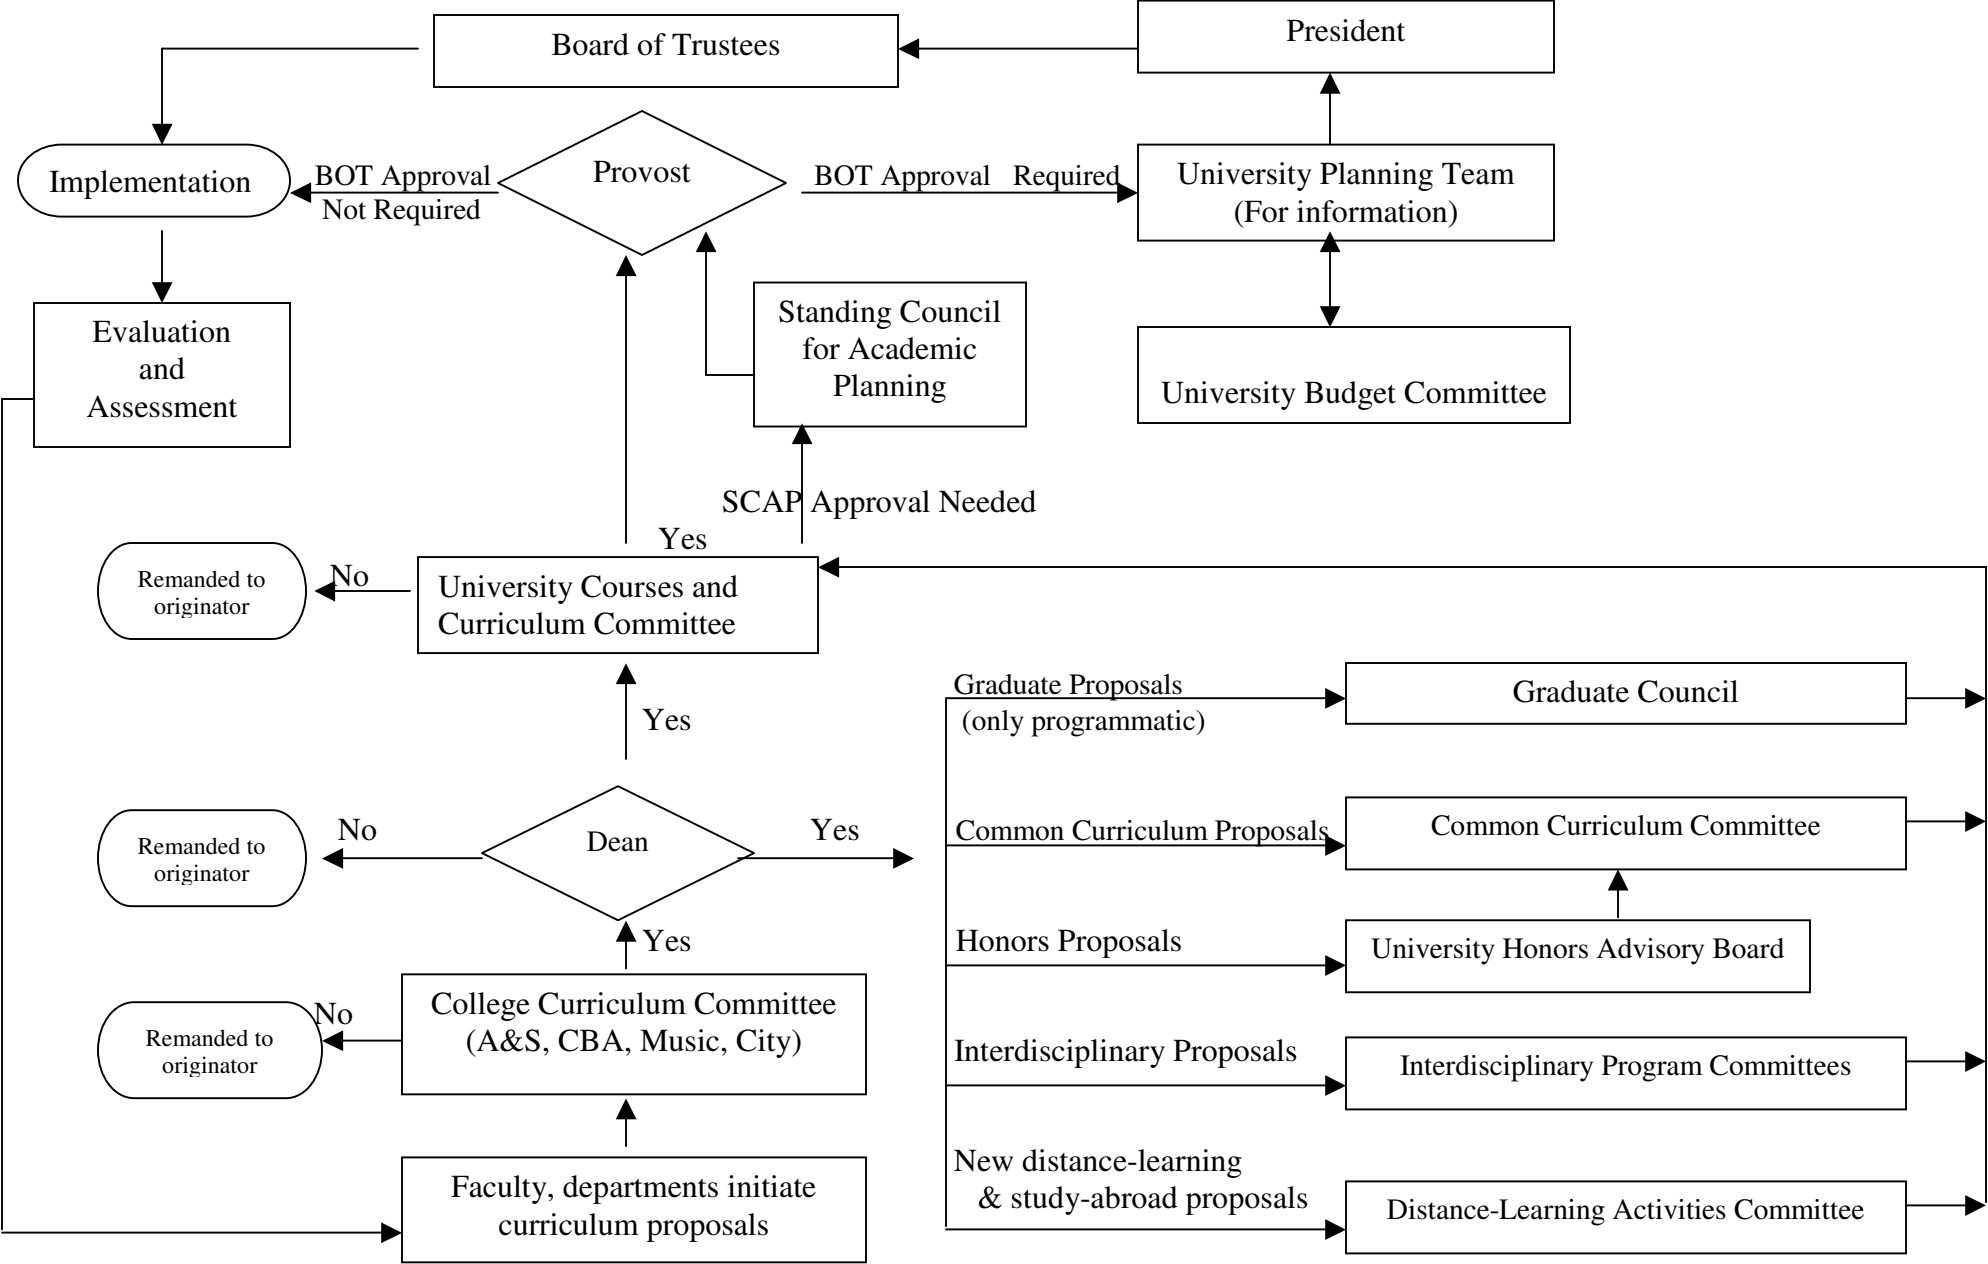 Board of Trustees
President
Implementation
BOT Approval
Not Required
Provost
BOT Approval Required
University Planning Team
(For information)
Evaluation
and
Assessment
Standing Council
for Academic
Planning
University Budget Committee
SCAP Approval Needed
Yes
Remanded to
originator
No
University Courses and
Curriculum Committee
Yes
Graduate Proposals
(only programmatic)
Graduate Council
Remanded to
originator
No
Dean
Yes
Common Curriculum Proposals
Common Curriculum Committee
Yes
Honors Proposals
University Honors Advisory Board
Remanded to
originator
No
College Curriculum Committee
(A&S, CBA, Music, City)
Interdisciplinary Proposals
Interdisciplinary Program Committees
Faculty, departments initiate
curriculum proposals
New distance-learning
& study-abroad proposals
Distance-Learning Activities Committee